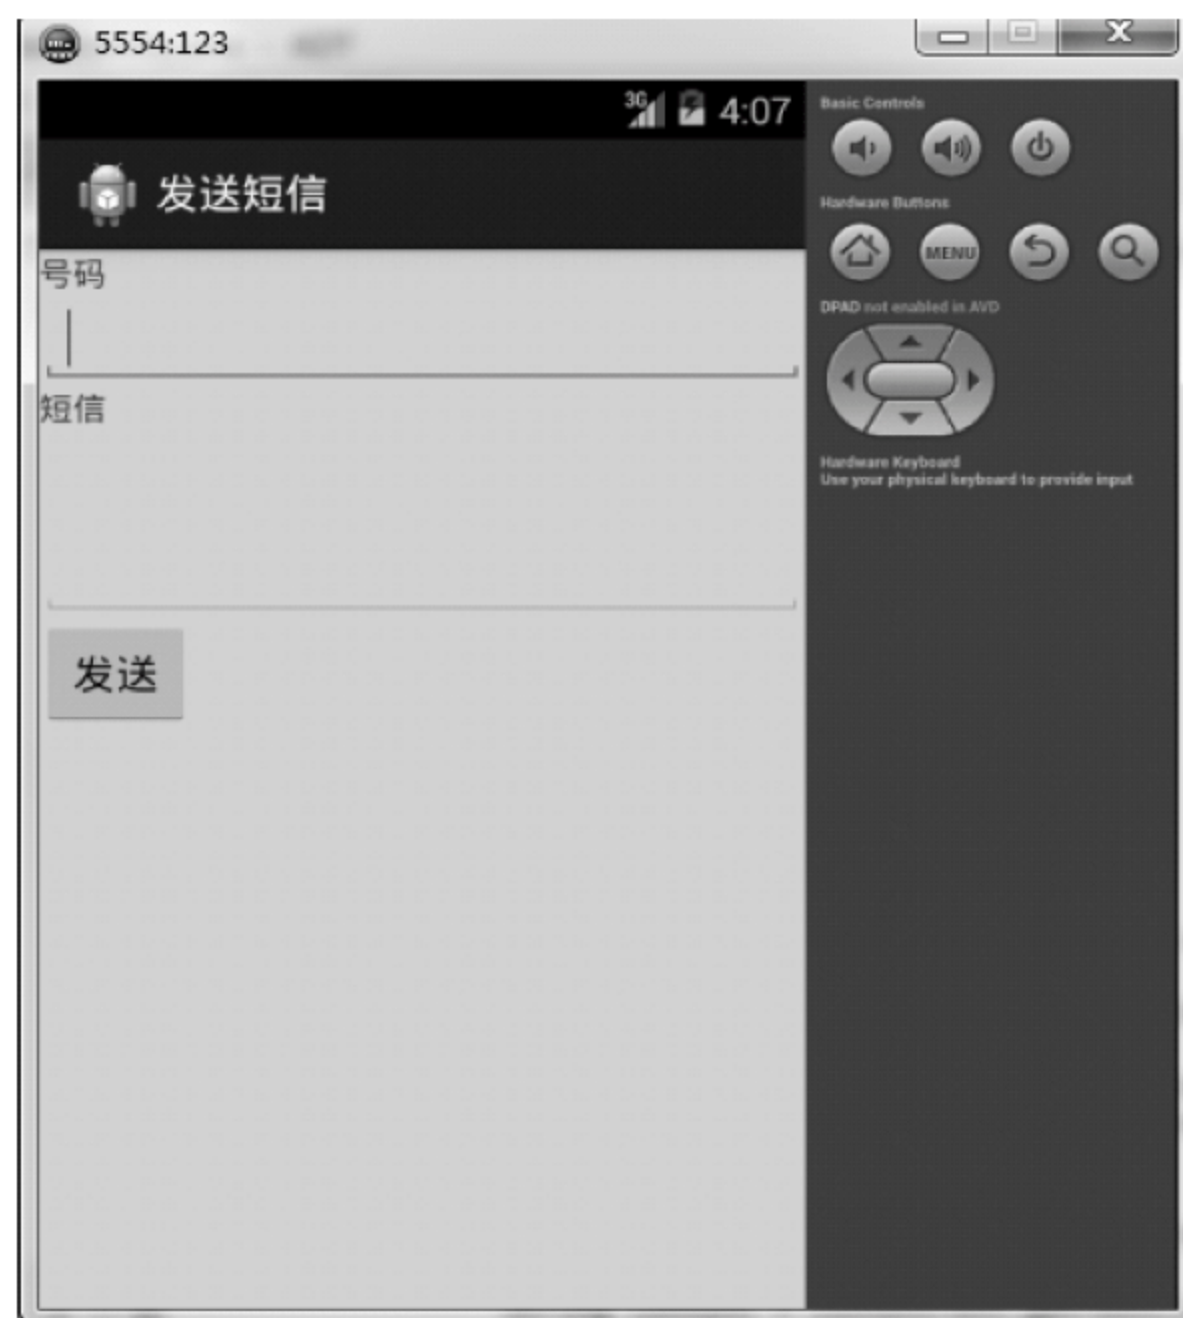 5554:123
3G 4:07
发送短信
号码
短信
发送
Basic Controls
Hardware Buttons
MENU
DPAD not enabled in AVD
Hardware Keyboard
Use your physical keyboard to provide input